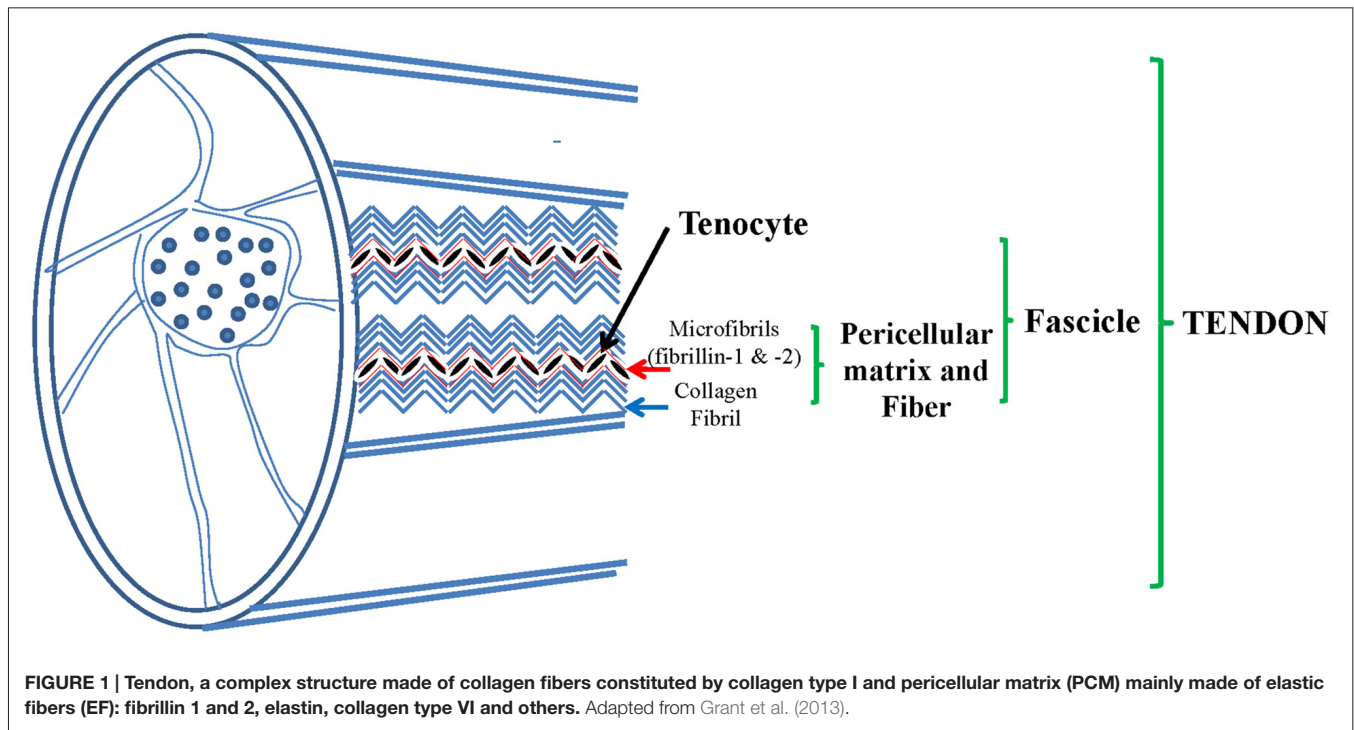 Tenocyte
Microfibrils
(fibrillin-1 & -2)
Collagen
Fibril
Pericellular
matrix and
Fiber
Fascicle
TENDON
FIGURE 1 | Tendon, a complex structure made of collagen fibers constituted by collagen type I and pericellular matrix (PCM) mainly made of elastic
fibers (EF): fibrillin 1 and 2, elastin, collagen type VI and others. Adapted from Grant et al. (2013).